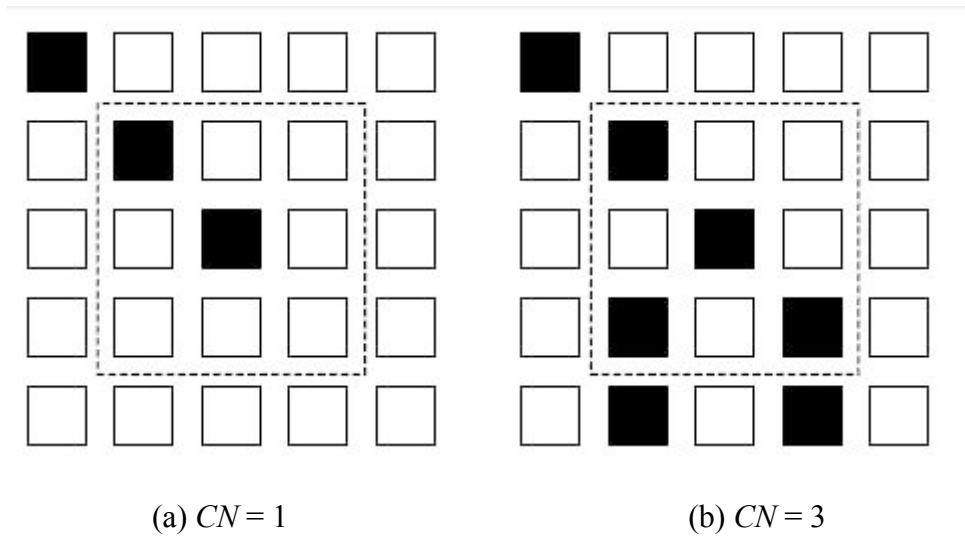 (a) CN = 1
(b) CN = 3